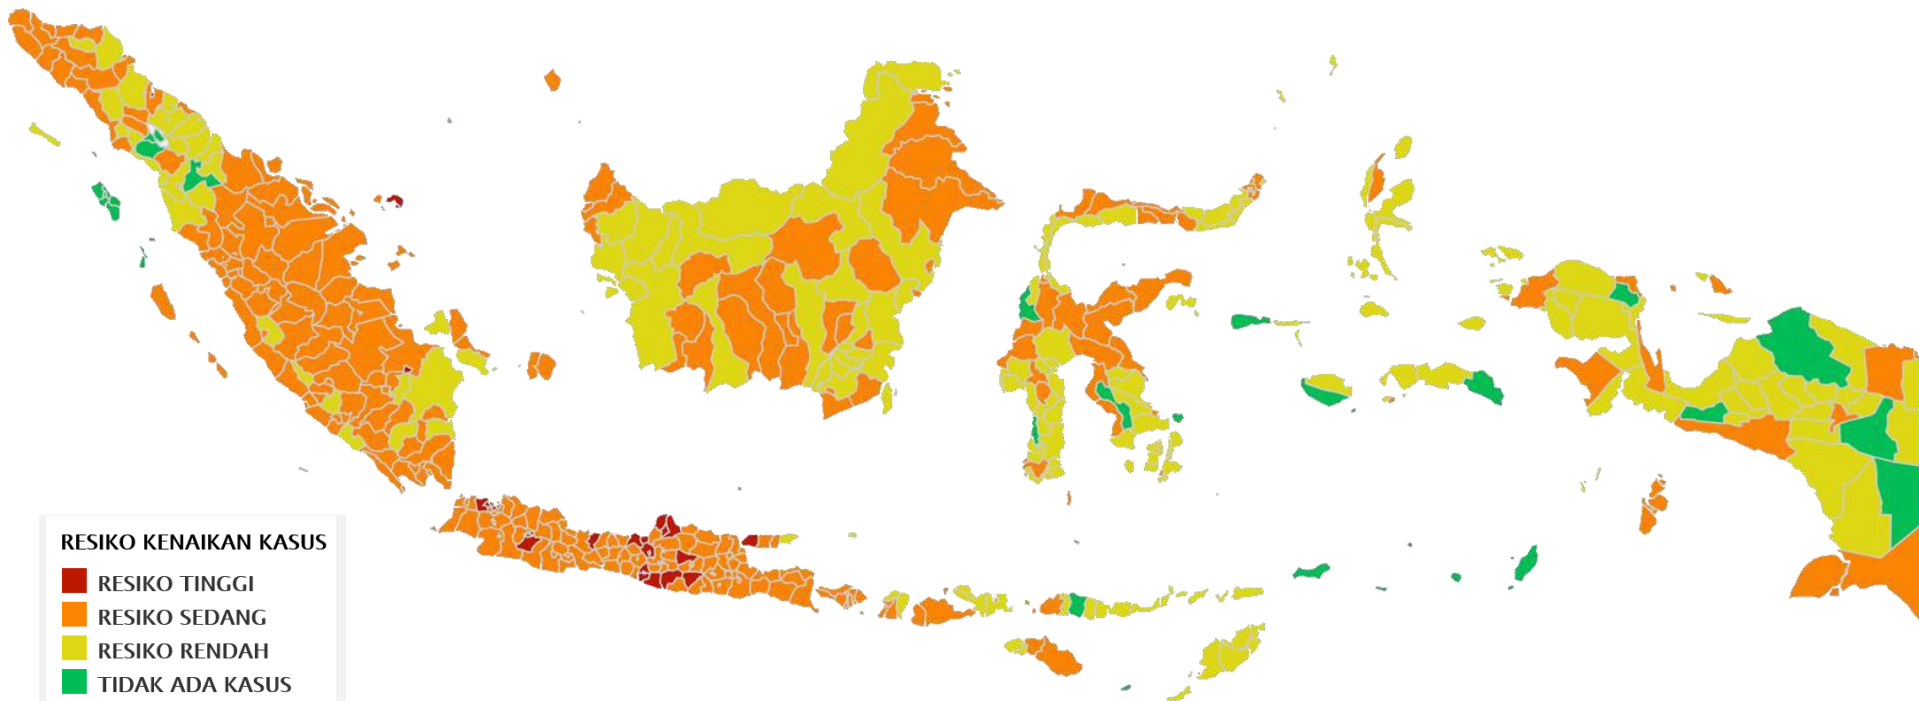 RESIKO KENAIKAN KASUS
RESIKO TINGGI
RESIKO SEDANG
RESIKO RENDAH
TIDAK ADA KASUS